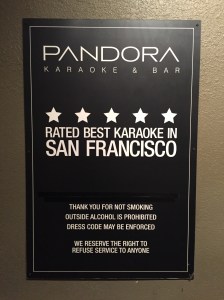 PANDORA
KARAOKE & BAR
RATED BEST KARAOKE IN
SAN FRANCISCO
THANK YOU FOR NOT SMOKING
OUTSIDE ALCOHOL IS PROHIBITED
DRESS CODE MAY BE ENFORCED
WE RESERVE THE RIGHT TO
REFUSE SERVICE TO ANYONE